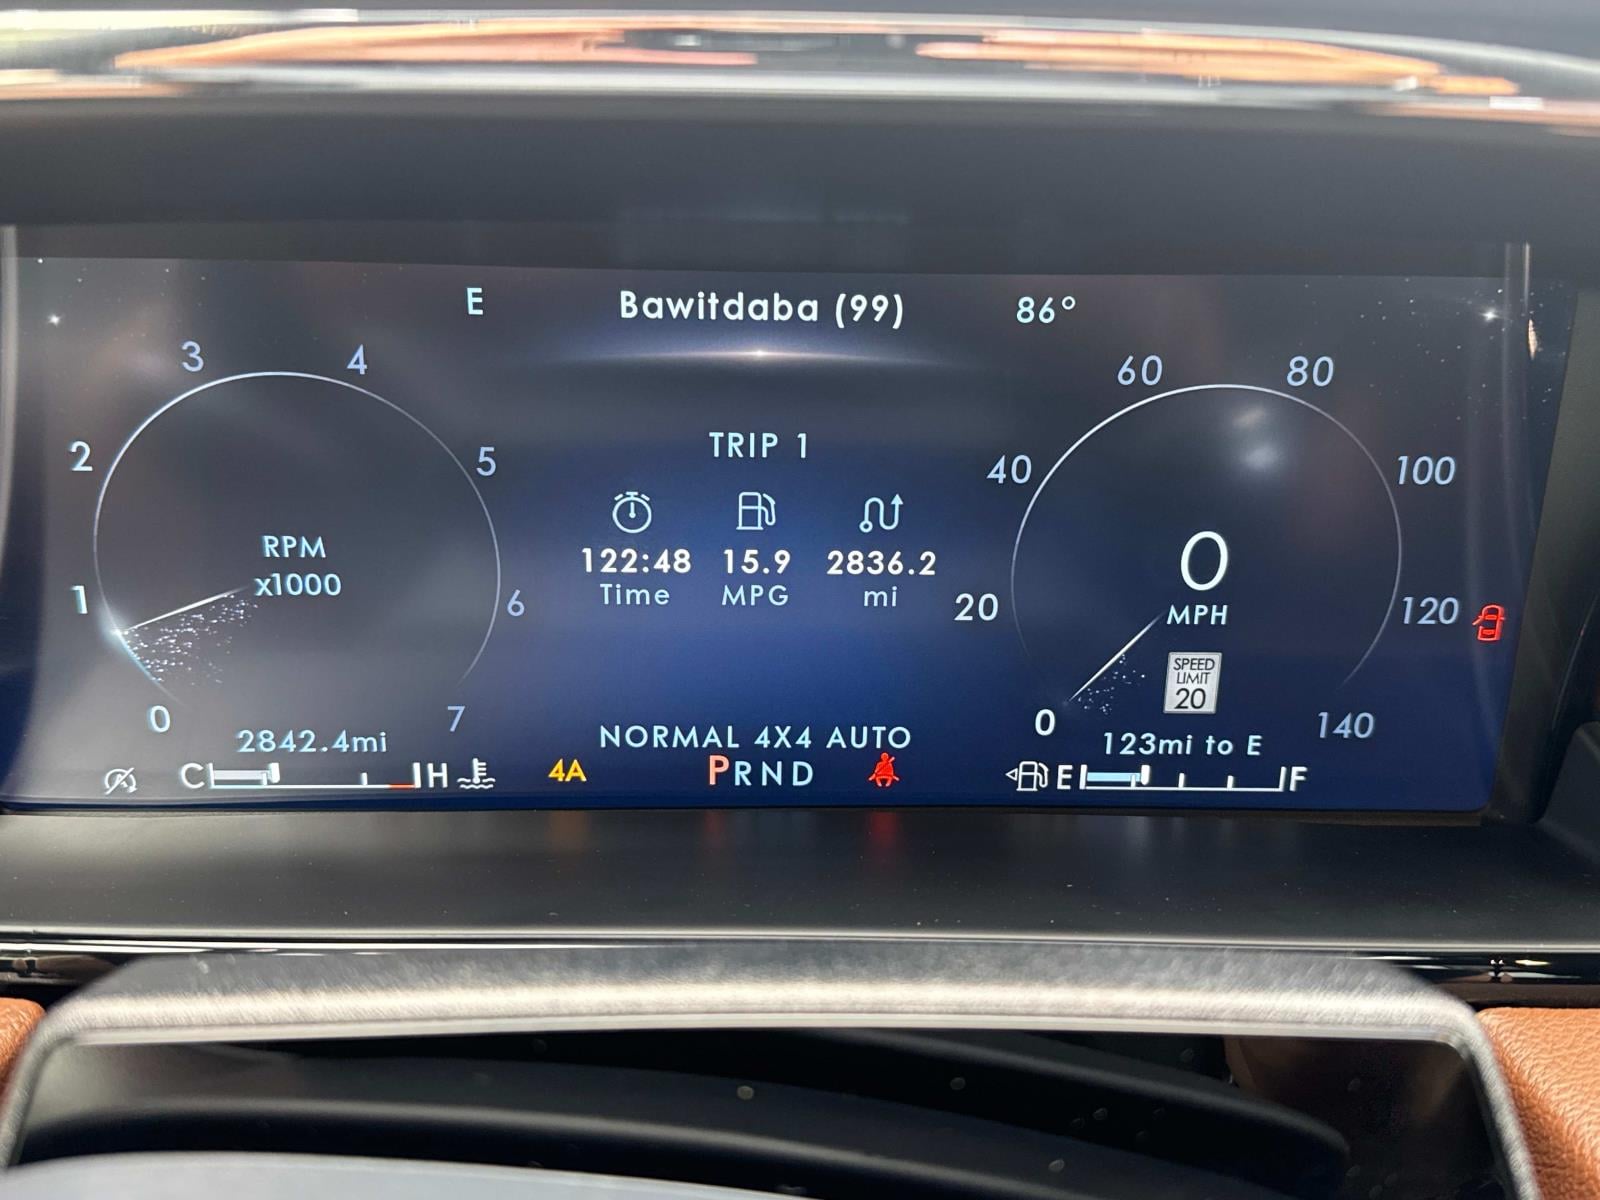 E
Bawitdaba (99)
86°
3
4
2
5
1
6
0
7
RPM
x1000
TRIP 1
122:48
15.9
2836.2
Time
MPG
mi
60
80
40
100
20
120
0
140
0
MPH
SPEED
LIMIT
20
2842.4mi
NORMAL 4X4 AUTO
123mi to E
C
H
4A
PRND
E
F